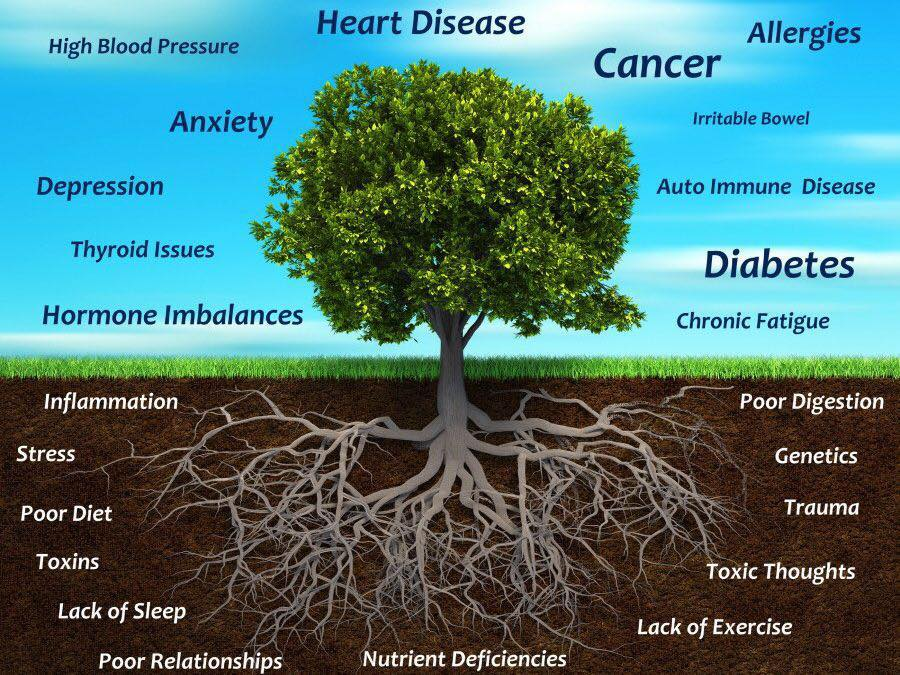 Heart Disease
Allergies
High Blood Pressure
Cancer
Anxiety
Irritable Bowel
Depression
Auto Immune Disease
Thyroid Issues
Diabetes
Hormone Imbalances
Chronic Fatigue
Inflammation
Poor Digestion
Stress
Genetics
Poor Diet
Trauma
Toxins
Toxic Thoughts
Lack of Sleep
Lack of Exercise
Poor Relationships
Nutrient Deficiencies